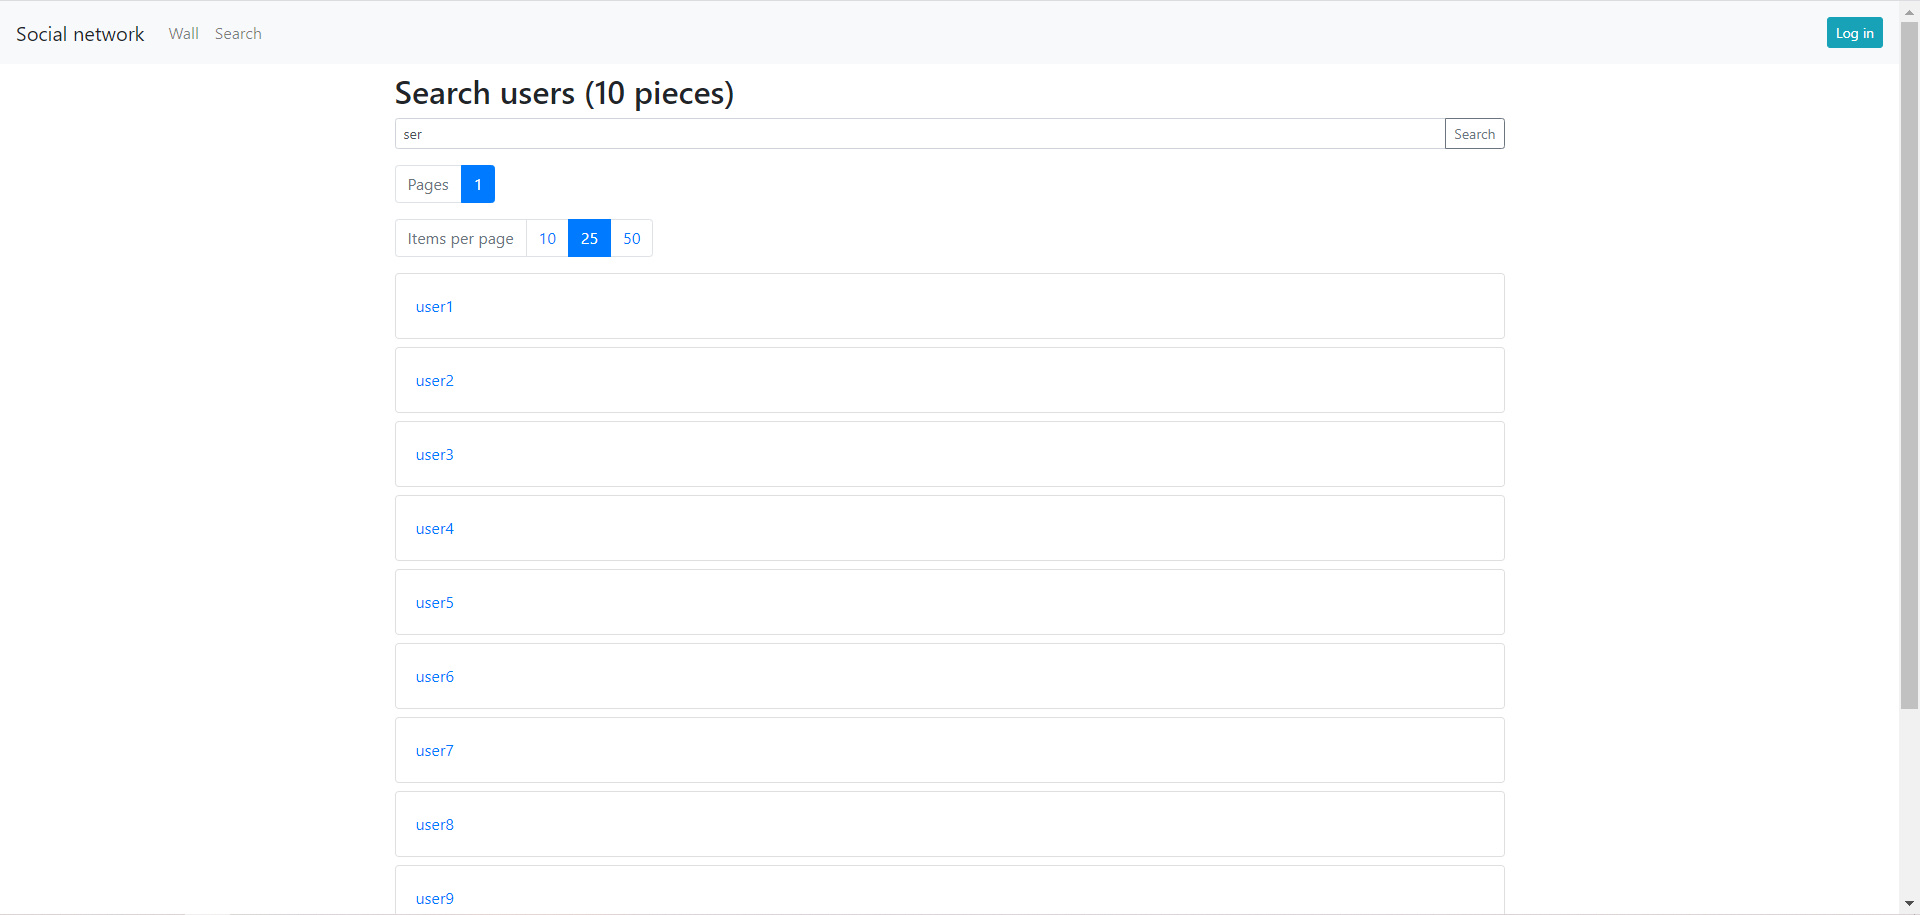 Social network Wall Search Log in
Search users (10 pieces)
ser Search
Pages 1
Items per page 10 25 50
user1
user2
user3
user4
user5
user6
user7
user8
user9